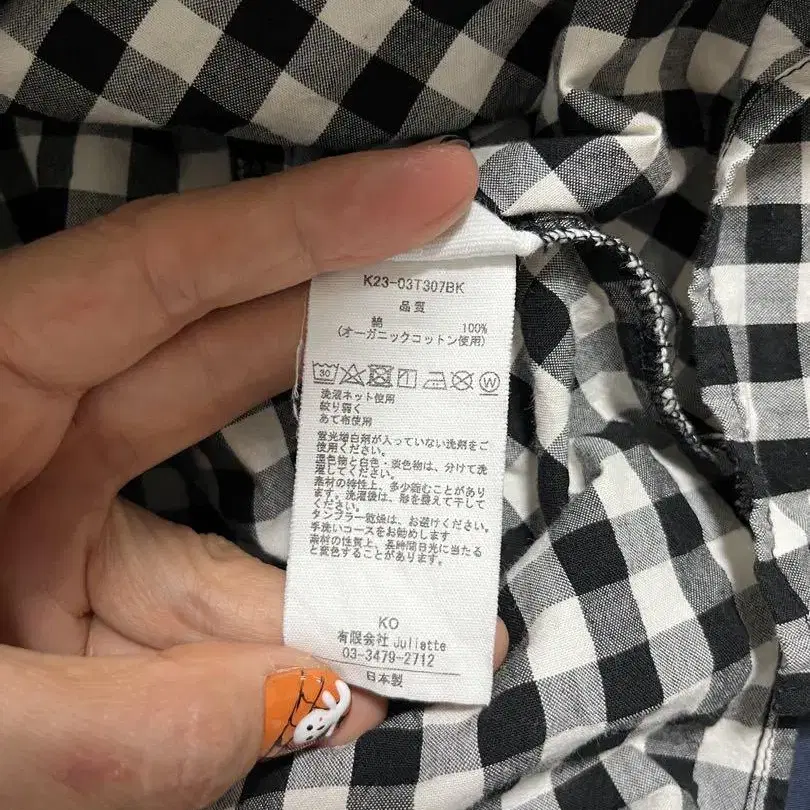 K23-03T307BK
品質
綿 100%
(オーガニックコットン使用)
30 W
洗濯ネット使用
絞り弱く
あて布使用
蛍光増白剤が入っていない洗剤をご
使用ください。
濃色物と白色・淡色物は、分けて洗
濯してください。
素材の特性上、多少縮むことがあり
ます。洗濯後は、形を整えて干して
ください。
タンブラー乾燥は、お避けください。
手洗いコースをお勧めします
素材の性質上、長時間日光に当たる
と変色することがあります。
KO
有限会社 Juliette
03-3479-2712
日本製